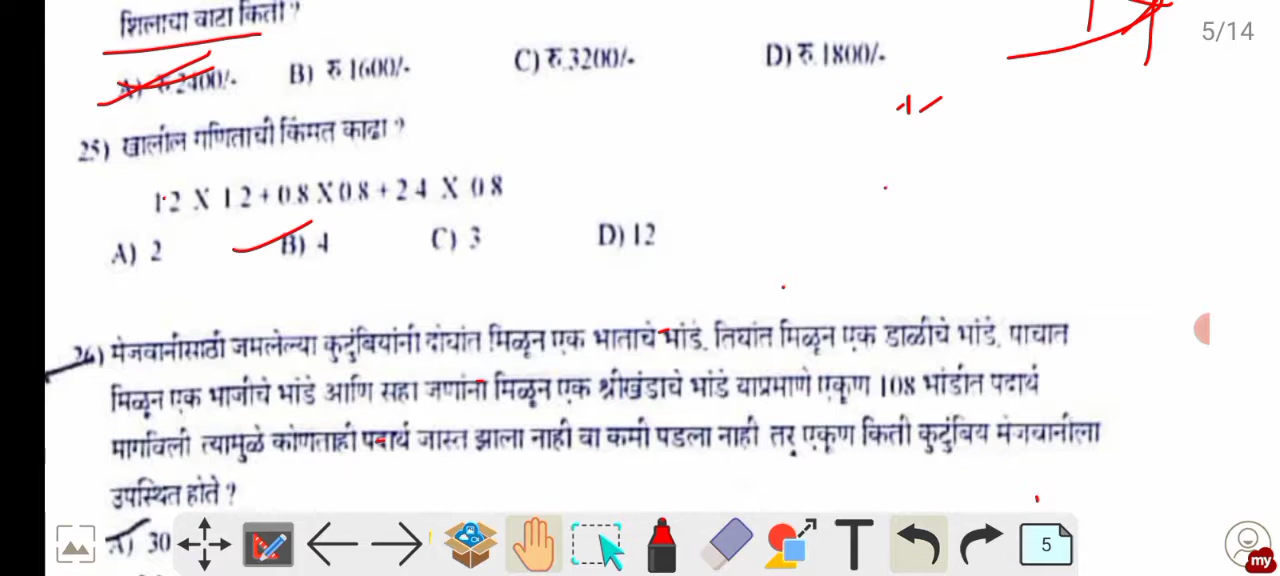 शिलाचा वाटा किती ?
5/14
A) रु 2400/- B) रु 1600/- C) रु. 3200/- D) रु. 1800/-
25) खालील गणिताची किंमत काढा ?
1·2 X 1 2 + 0 8 X 0 8 + 2 4 X 0 8
A) 2 B) 4 C) 3 D) 12
26) मेजवानीसाठी जमलेल्या कुटुंबियांनी दोघांत मिळून एक भाताचे भांडे. तिघांत मिळून एक डाळीचे भांडे. पाचात
मिळून एक भाजीचे भांडे आणि सहा जणांना मिळून एक श्रीखंडाचे भांडे याप्रमाणे एकूण 108 भांडीत पदार्थ
मागविली त्यामुळे कोणताही पदार्थ जास्त झाला नाही वा कमी पडला नाही तर एकूण किती कुटुंबिय मेजवानीला
उपस्थित होते ?
A) 30
T
5
my